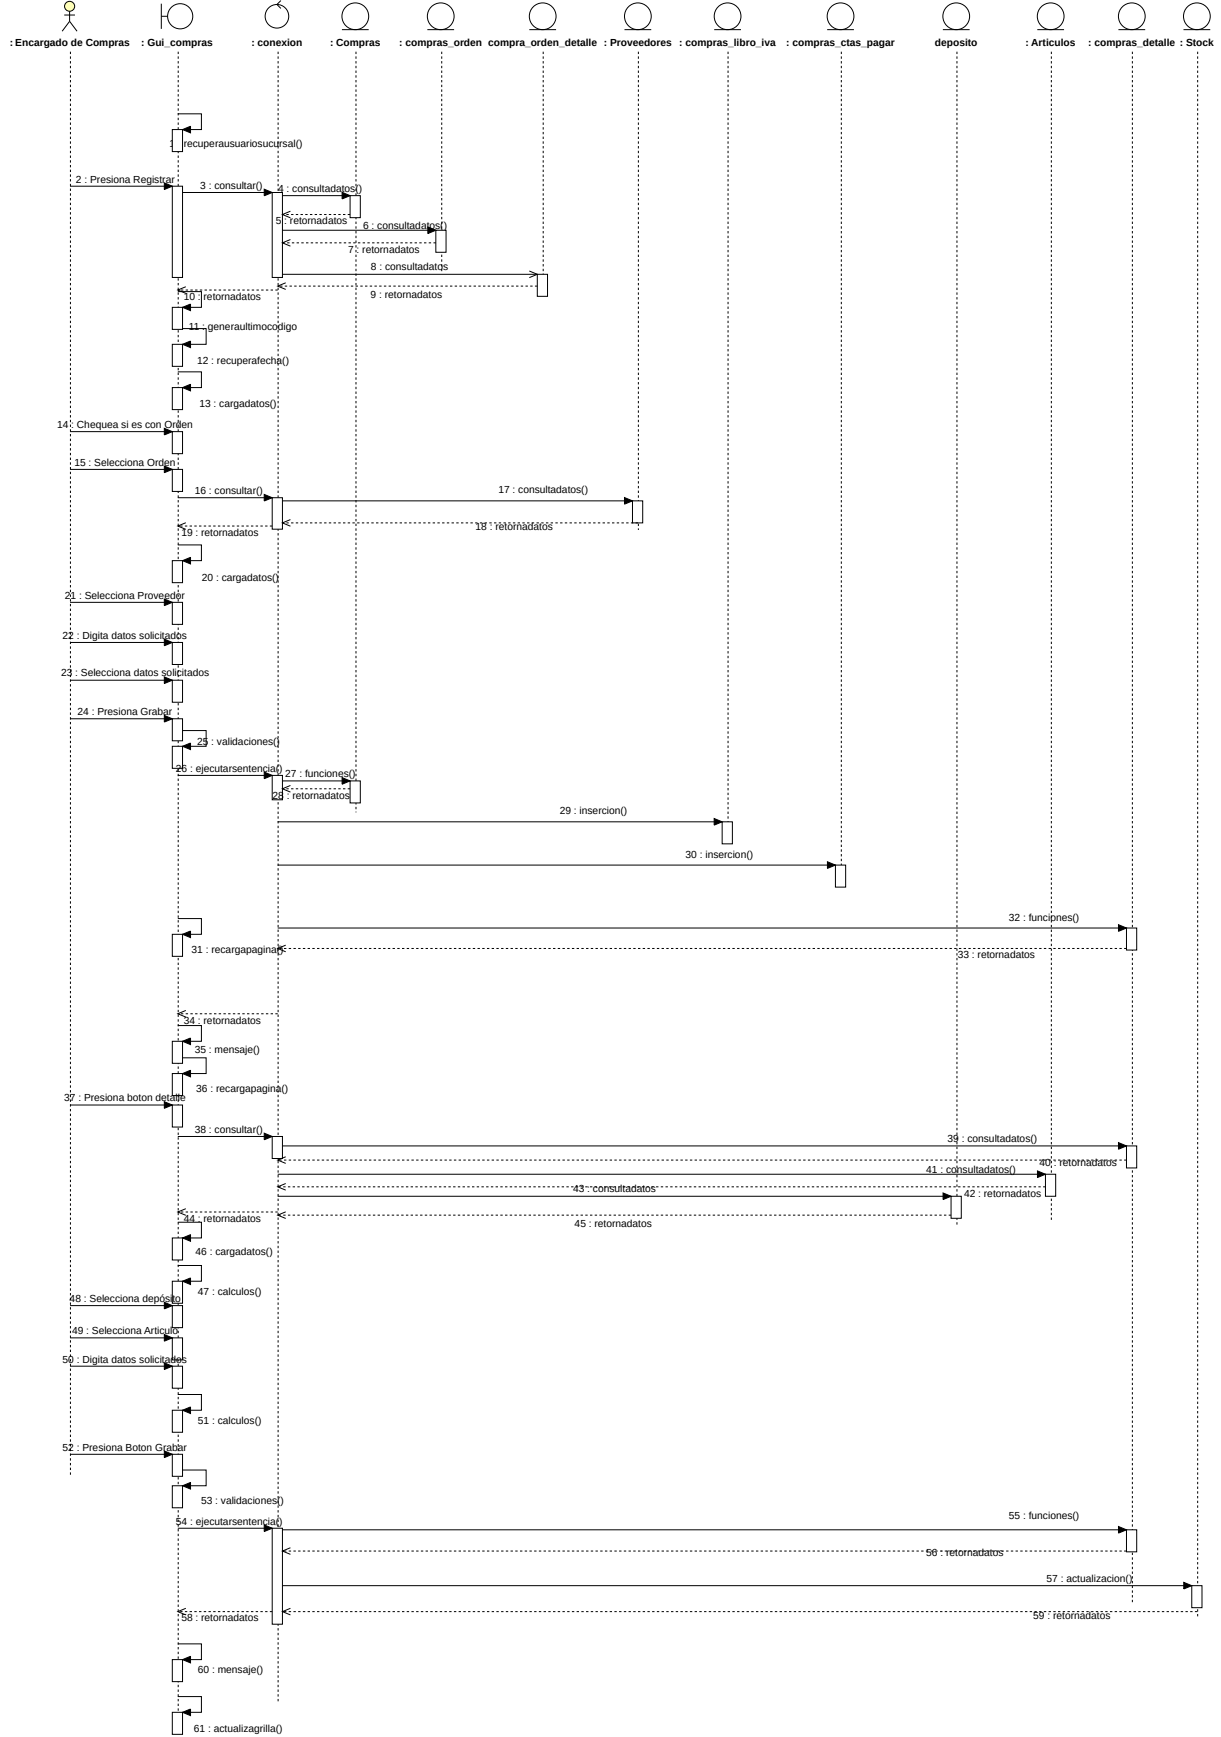 : Encargado de Compras : Gui_compras : conexion : Compras : compras_orden compra_orden_detalle : Proveedores : compras_libro_iva : compras_ctas_pagar deposito : Articulos : compras_detalle : Stock
1 : recuperausuariosucursal()
2 : Presiona Registrar
3 : consultar()
4 : consultadatos()
5 : retornadatos
6 : consultadatos()
7 : retornadatos
8 : consultadatos
9 : retornadatos
10 : retornadatos
11 : generaultimocodigo
12 : recuperafecha()
13 : cargadatos()
14 : Chequea si es con Orden
15 : Selecciona Orden
16 : consultar()
17 : consultadatos()
18 : retornadatos
19 : retornadatos
20 : cargadatos()
21 : Selecciona Proveedor
22 : Digita datos solicitados
23 : Selecciona datos solicitados
24 : Presiona Grabar
25 : validaciones()
26 : ejecutarsentencia()
27 : funciones()
28 : retornadatos
29 : insercion()
30 : insercion()
31 : recargapagina()
32 : funciones()
33 : retornadatos
34 : retornadatos
35 : mensaje()
36 : recargapagina()
37 : Presiona boton detalle
38 : consultar()
39 : consultadatos()
40 : retornadatos
41 : consultadatos()
42 : retornadatos
43 : consultadatos
44 : retornadatos
45 : retornadatos
46 : cargadatos()
47 : calculos()
48 : Selecciona depósito
49 : Selecciona Articulo
50 : Digita datos solicitados
51 : calculos()
52 : Presiona Boton Grabar
53 : validaciones()
54 : ejecutarsentencia()
55 : funciones()
56 : retornadatos
57 : actualizacion()
58 : retornadatos
59 : retornadatos
60 : mensaje()
61 : actualizagrilla()